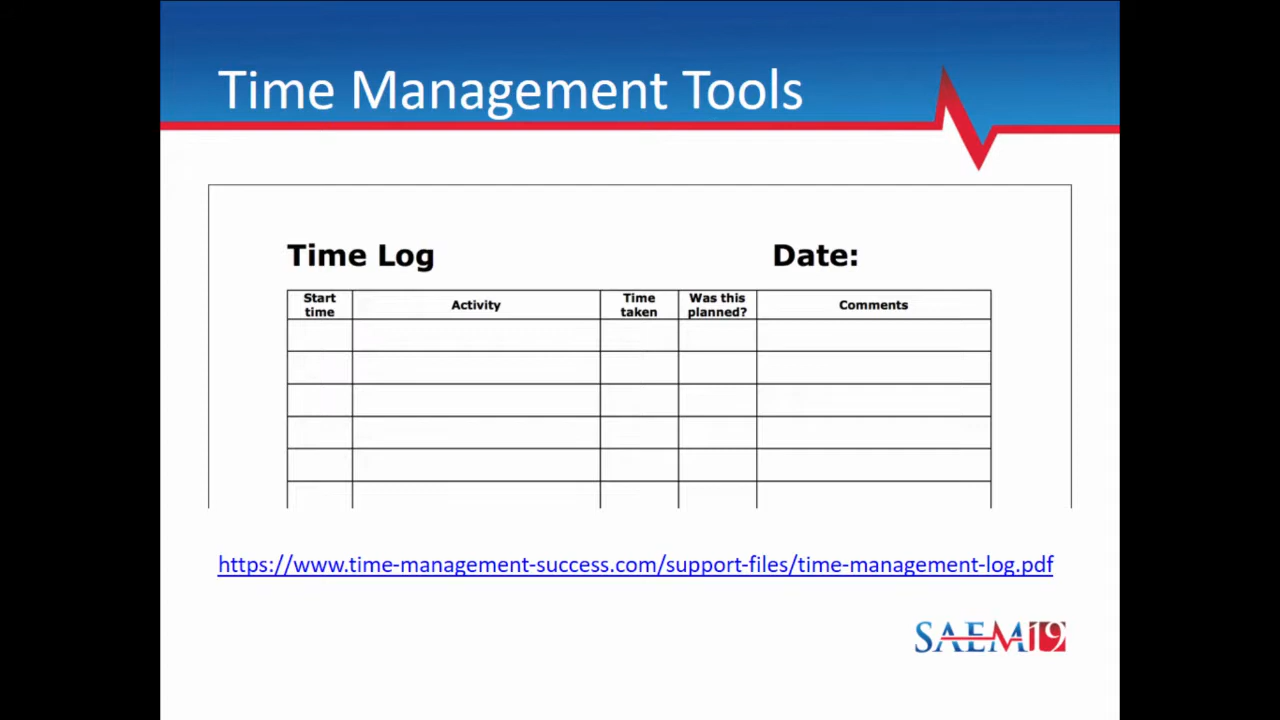 Time Management Tools
Time Log Date:
Start time Activity Time taken Was this planned? Comments
https://www.time-management-success.com/support-files/time-management-log.pdf
SAEM19